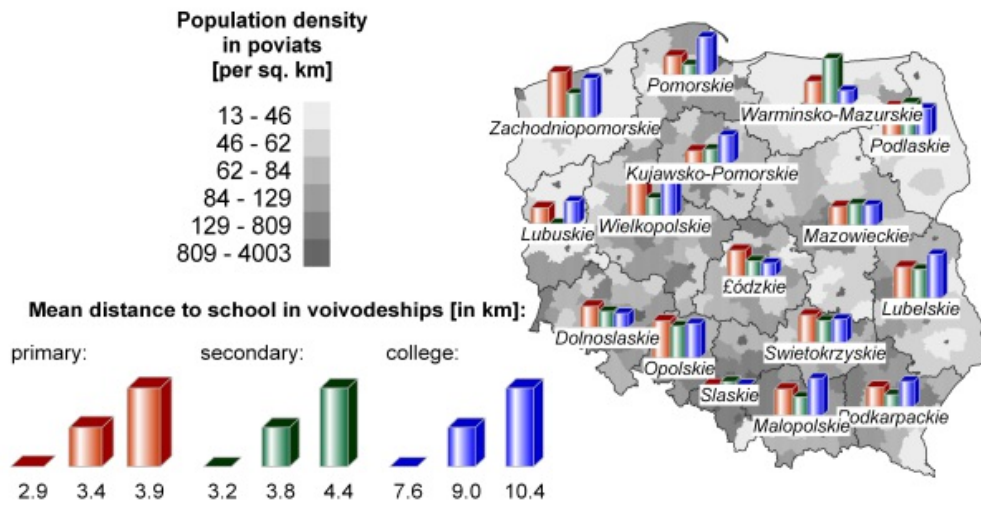 Population density
in poviats
[per sq. km]
13 - 46
46 - 62
62 - 84
84 - 129
129 - 809
809 - 4003
Mean distance to school in voivodeships [in km]:
primary:
secondary:
college:
2.9 3.4 3.9
3.2 3.8 4.4
7.6 9.0 10.4
Pomorskie
Zachodniopomorskie
Warminsko-Mazurskie
Podlaskie
Kujawsko-Pomorskie
Lubuskie
Wielkopolskie
Mazowieckie
£ódzkie
Lubelskie
Dolnoslaskie
Opolskie
Swietokrzyskie
Slaskie
Malopolskie
Podkarpackie